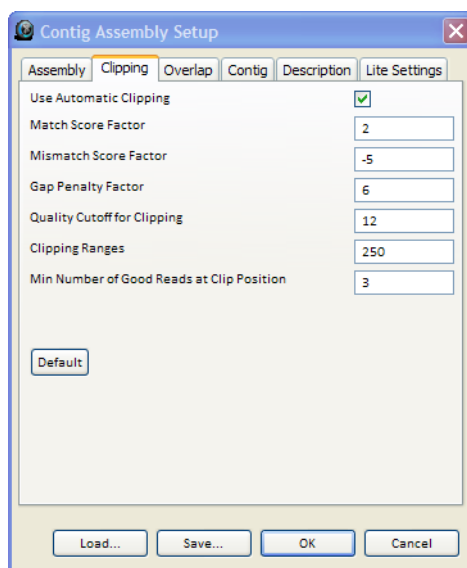 Contig Assembly Setup
Assembly Clipping Overlap Contig Description Lite Settings
Use Automatic Clipping
Match Score Factor 2
Mismatch Score Factor -5
Gap Penalty Factor 6
Quality Cutoff for Clipping 12
Clipping Ranges 250
Min Number of Good Reads at Clip Position 3
Default
Load... Save... OK Cancel